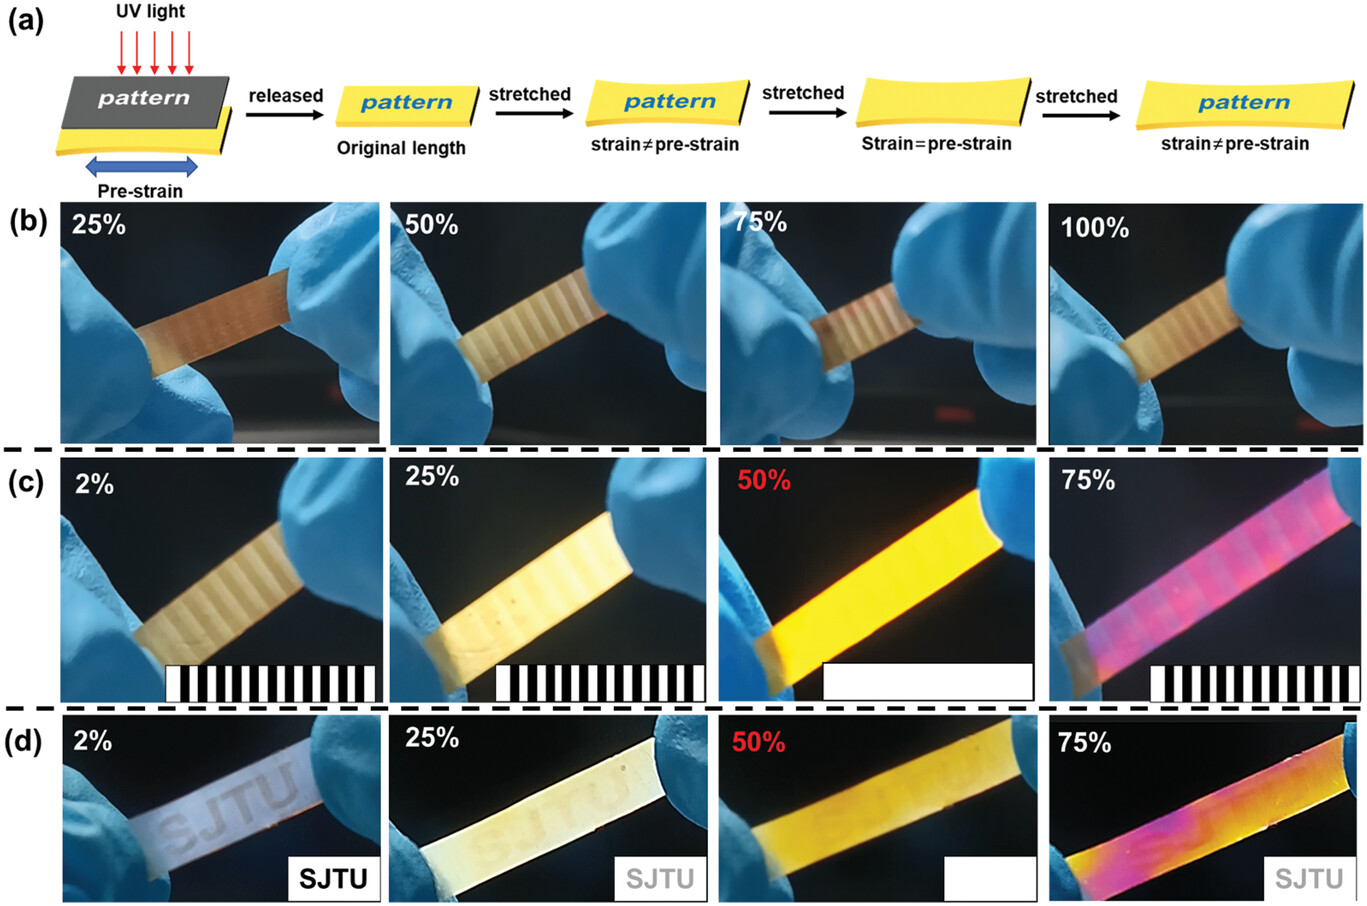 (a)
UV light
pattern
Pre-strain
released
pattern
Original length
stretched
pattern
strain≠pre-strain
stretched
Strain=pre-strain
stretched
pattern
strain≠pre-strain
(b)
25%
50%
75%
100%
(c)
2%
25%
50%
75%
(d)
2%
25%
50%
75%
SJTU
SJTU
SJTU
SJTU
SJTU
SJTU
SJTU